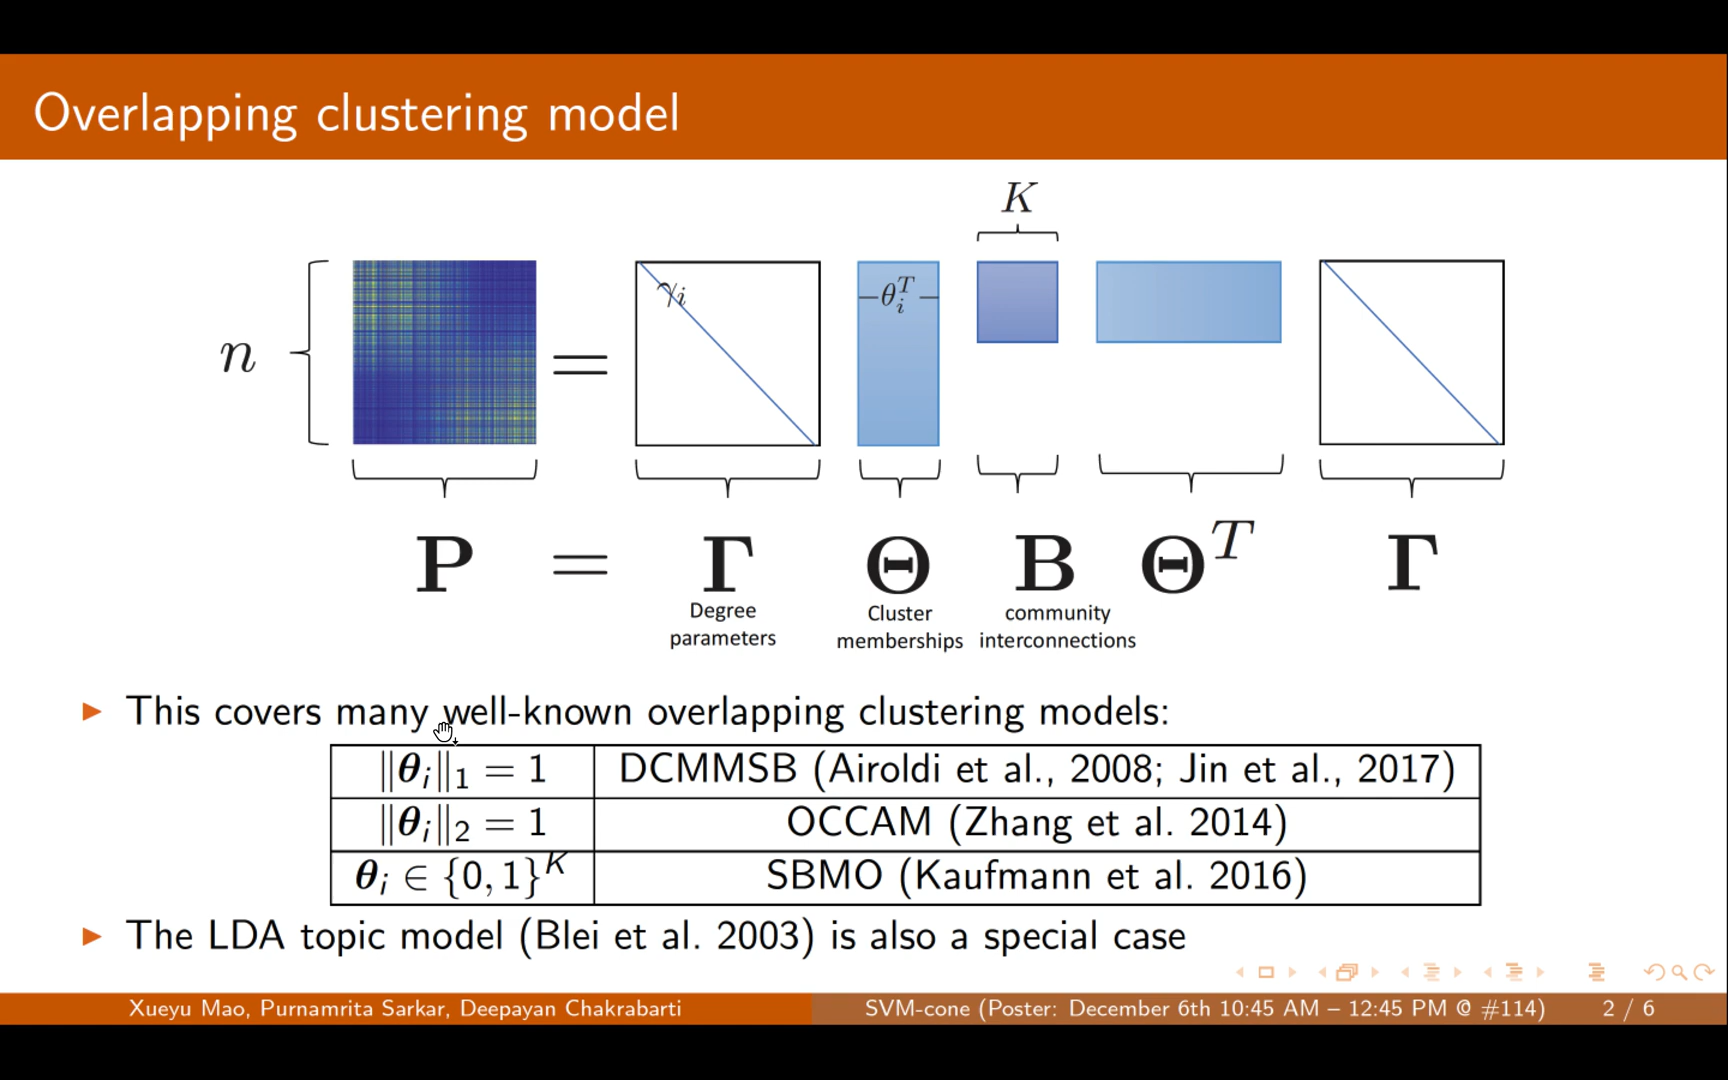 Overlapping clustering model
K
γᵢ
θᵢᵀ
n
=
P = Γ Θ B Θᵀ Γ
Degree parameters
Cluster memberships
community interconnections
This covers many well-known overlapping clustering models:
‖θᵢ‖₁ = 1 DCMMSB (Airoldi et al., 2008; Jin et al., 2017)
‖θᵢ‖₂ = 1 OCCAM (Zhang et al. 2014)
θᵢ ∈ {0, 1}ᴷ SBMO (Kaufmann et al. 2016)
The LDA topic model (Blei et al. 2003) is also a special case
Xueyu Mao, Purnamrita Sarkar, Deepayan Chakrabarti SVM-cone (Poster: December 6th 10:45 AM – 12:45 PM @ #114) 2 / 6